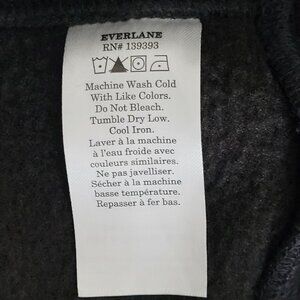 EVERLANE
RN# 139393
Machine Wash Cold
With Like Colors.
Do Not Bleach.
Tumble Dry Low.
Cool Iron.
Laver à la machine
à l'eau froide avec
couleurs similaires.
Ne pas javelliser.
Sécher à la machine
basse température.
Repasser à fer bas.